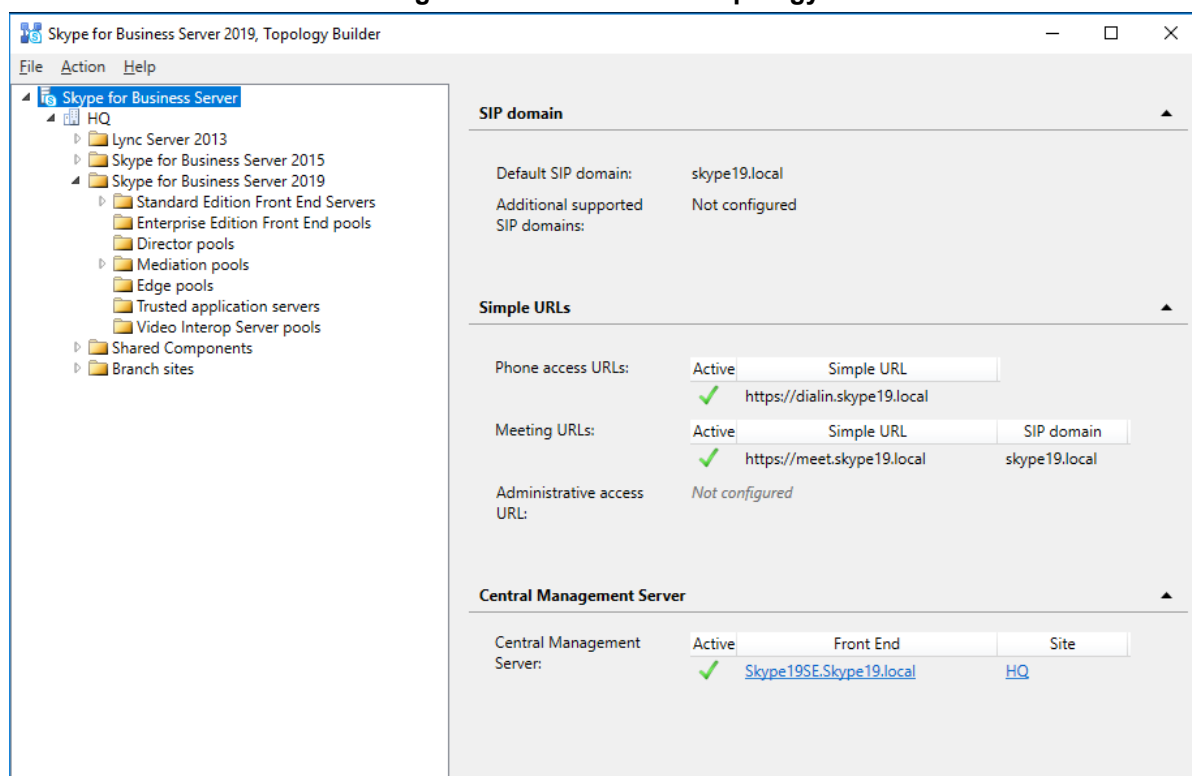 Skype for Business Server 2019, Topology Builder
File Action Help
Skype for Business Server
HQ
Lync Server 2013
Skype for Business Server 2015
Skype for Business Server 2019
Standard Edition Front End Servers
Enterprise Edition Front End pools
Director pools
Mediation pools
Edge pools
Trusted application servers
Video Interop Server pools
Shared Components
Branch sites
SIP domain
Default SIP domain: skype19.local
Additional supported SIP domains: Not configured
Simple URLs
Phone access URLs: Active Simple URL
https://dialin.skype19.local
Meeting URLs: Active Simple URL SIP domain
https://meet.skype19.local skype19.local
Administrative access URL: Not configured
Central Management Server
Central Management Server: Active Front End Site
Skype19SE.Skype19.local HQ